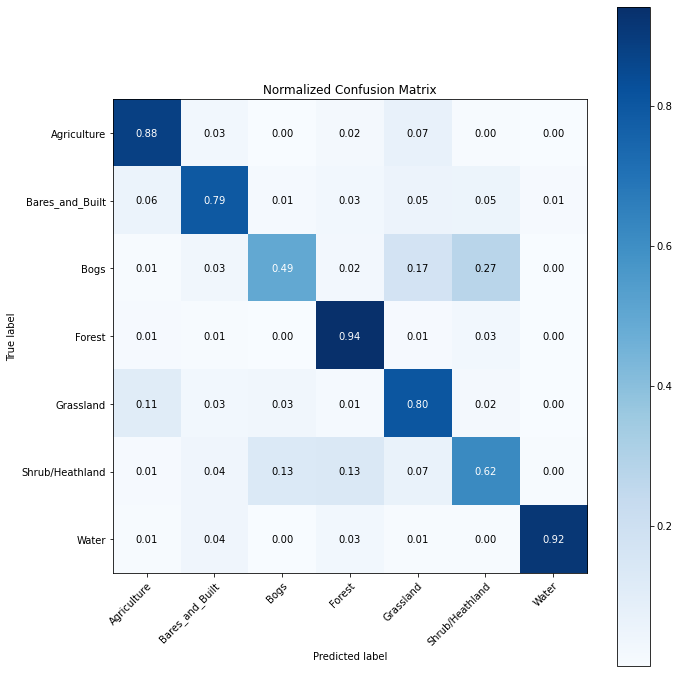 Normalized Confusion Matrix
Agriculture 0.88 0.03 0.00 0.02 0.07 0.00 0.00
Bares_and_Built 0.06 0.79 0.01 0.03 0.05 0.05 0.01
Bogs 0.01 0.03 0.49 0.02 0.17 0.27 0.00
Forest 0.01 0.01 0.00 0.94 0.01 0.03 0.00
Grassland 0.11 0.03 0.03 0.01 0.80 0.02 0.00
Shrub/Heathland 0.01 0.04 0.13 0.13 0.07 0.62 0.00
Water 0.01 0.04 0.00 0.03 0.01 0.00 0.92
True label
Agriculture Bares_and_Built Bogs Forest Grassland Shrub/Heathland Water
Predicted label
0.8
0.6
0.4
0.2